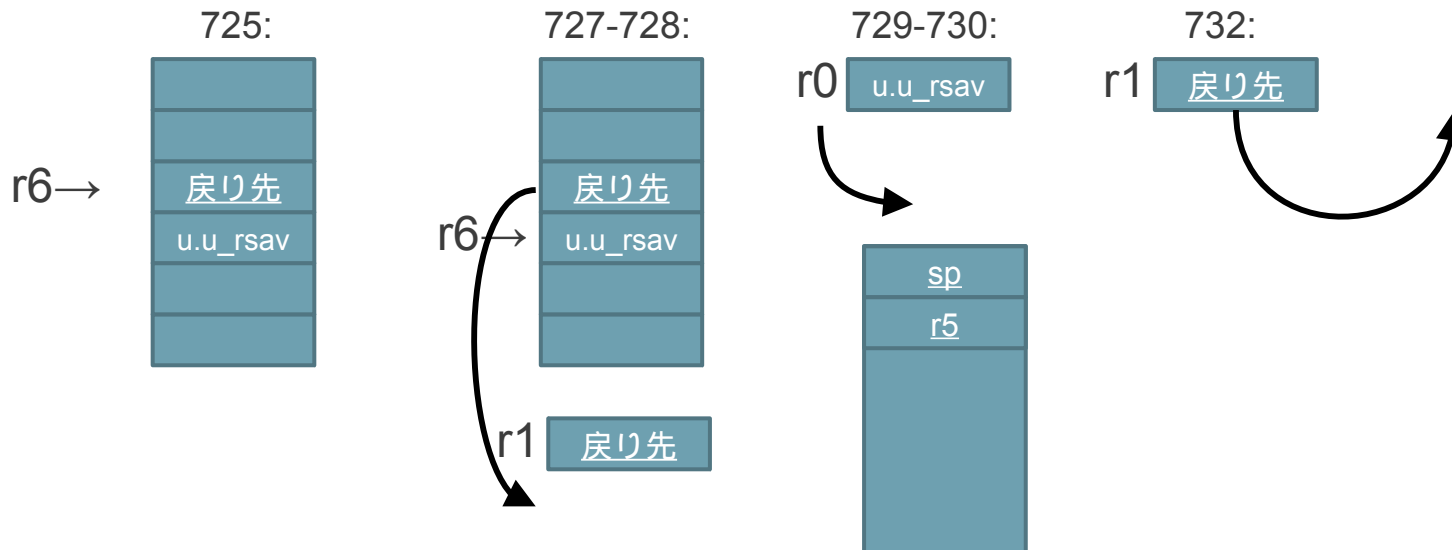 725:
r6→
戻り先
u.u_rsav
727-728:
戻り先
r6→
u.u_rsav
r1
戻り先
729-730:
r0
u.u_rsav
sp
r5
732:
r1
戻り先